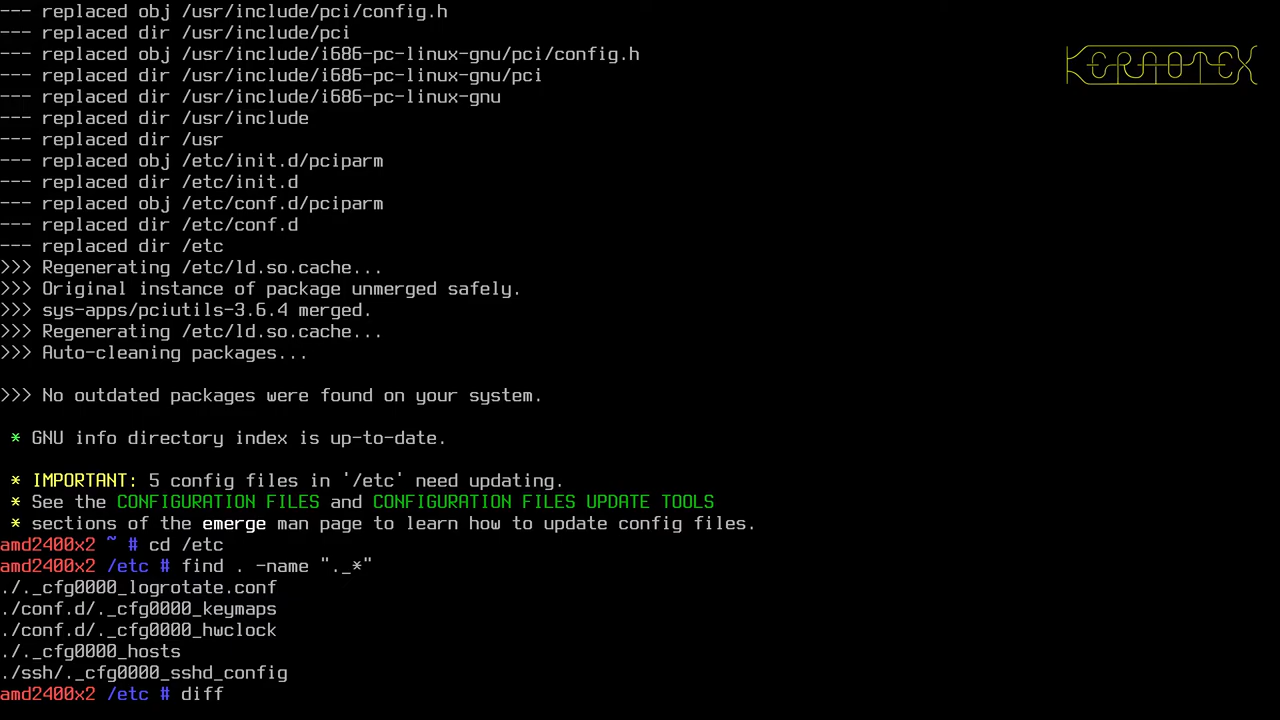 --- replaced obj /usr/include/pci/config.h
--- replaced dir /usr/include/pci
--- replaced obj /usr/include/i686-pc-linux-gnu/pci/config.h
--- replaced dir /usr/include/i686-pc-linux-gnu/pci
--- replaced dir /usr/include/i686-pc-linux-gnu
--- replaced dir /usr/include
--- replaced dir /usr
--- replaced obj /etc/init.d/pciparm
--- replaced dir /etc/init.d
--- replaced obj /etc/conf.d/pciparm
--- replaced dir /etc/conf.d
--- replaced dir /etc
>>> Regenerating /etc/ld.so.cache...
>>> Original instance of package unmerged safely.
>>> sys-apps/pciutils-3.6.4 merged.
>>> Regenerating /etc/ld.so.cache...
>>> Auto-cleaning packages...
>>> No outdated packages were found on your system.
* GNU info directory index is up-to-date.
* IMPORTANT: 5 config files in '/etc' need updating.
* See the CONFIGURATION FILES and CONFIGURATION FILES UPDATE TOOLS
* sections of the emerge man page to learn how to update config files.
amd2400x2 ~ # cd /etc
amd2400x2 /etc # find . -name "._*"
./._cfg0000_logrotate.conf
./conf.d/._cfg0000_keymaps
./conf.d/._cfg0000_hwclock
./._cfg0000_hosts
./ssh/._cfg0000_sshd_config
amd2400x2 /etc # diff
KERNOTEX